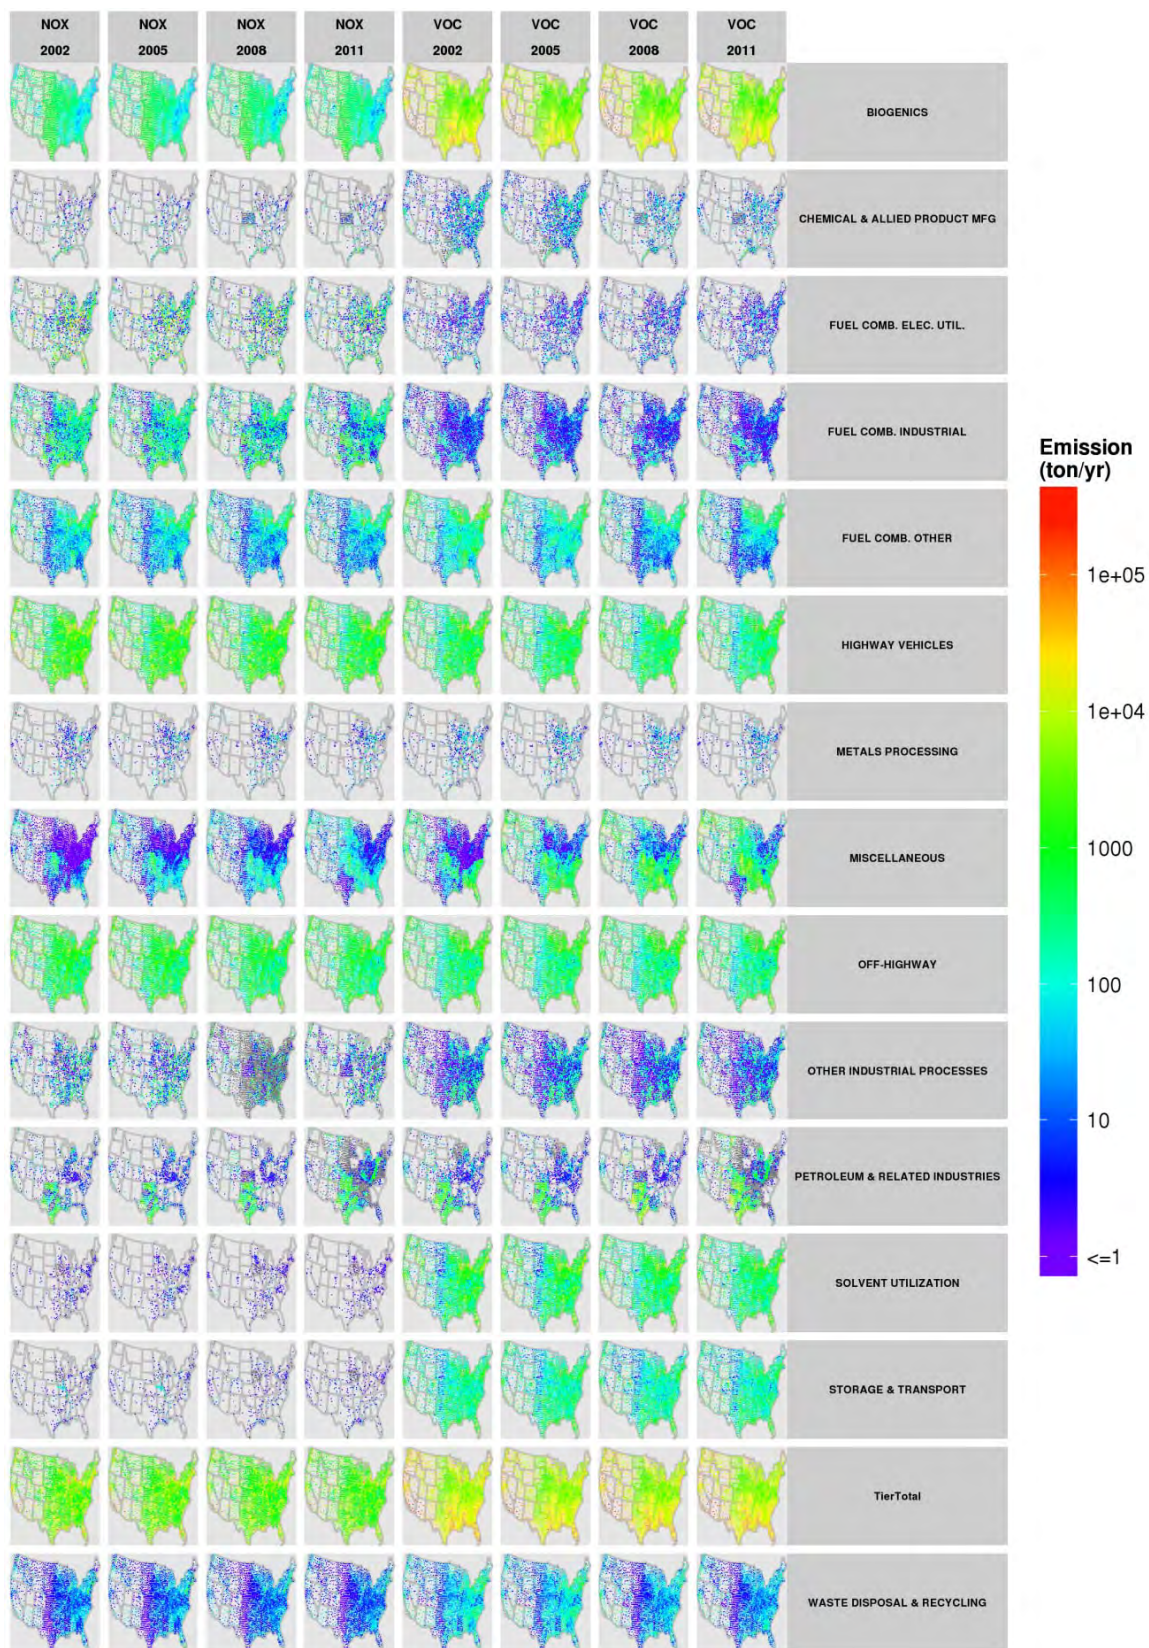 NOX NOX NOX NOX VOC VOC VOC VOC
2002 2005 2008 2011 2002 2005 2008 2011
BIOGENICS
CHEMICAL & ALLIED PRODUCT MFG
FUEL COMB. ELEC. UTIL.
FUEL COMB. INDUSTRIAL
Emission
(ton/yr)
FUEL COMB. OTHER
1e+05
HIGHWAY VEHICLES
1e+04
METALS PROCESSING
1000
MISCELLANEOUS
OFF-HIGHWAY
100
OTHER INDUSTRIAL PROCESSES
10
PETROLEUM & RELATED INDUSTRIES
<=1
SOLVENT UTILIZATION
STORAGE & TRANSPORT
TierTotal
WASTE DISPOSAL & RECYCLING